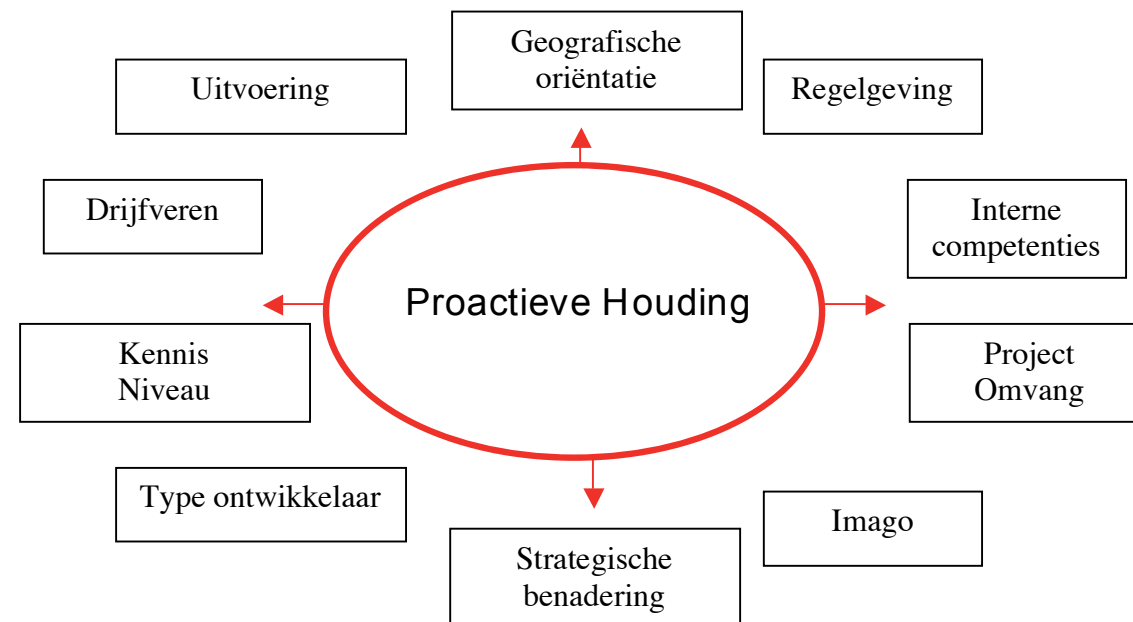 Geografische
oriëntatie
Uitvoering
Regelgeving
Drijfveren
Interne
competenties
Proactieve Houding
Kennis
Niveau
Project
Omvang
Type ontwikkelaar
Imago
Strategische
benadering